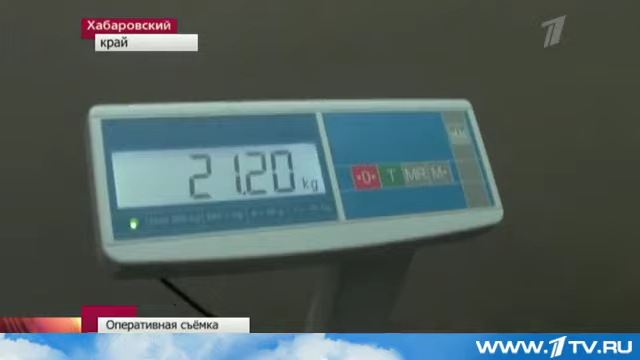 Хабаровский
край
21.20 kg
*0* T MR M+
Оперативная съёмка
WWW.1TV.RU